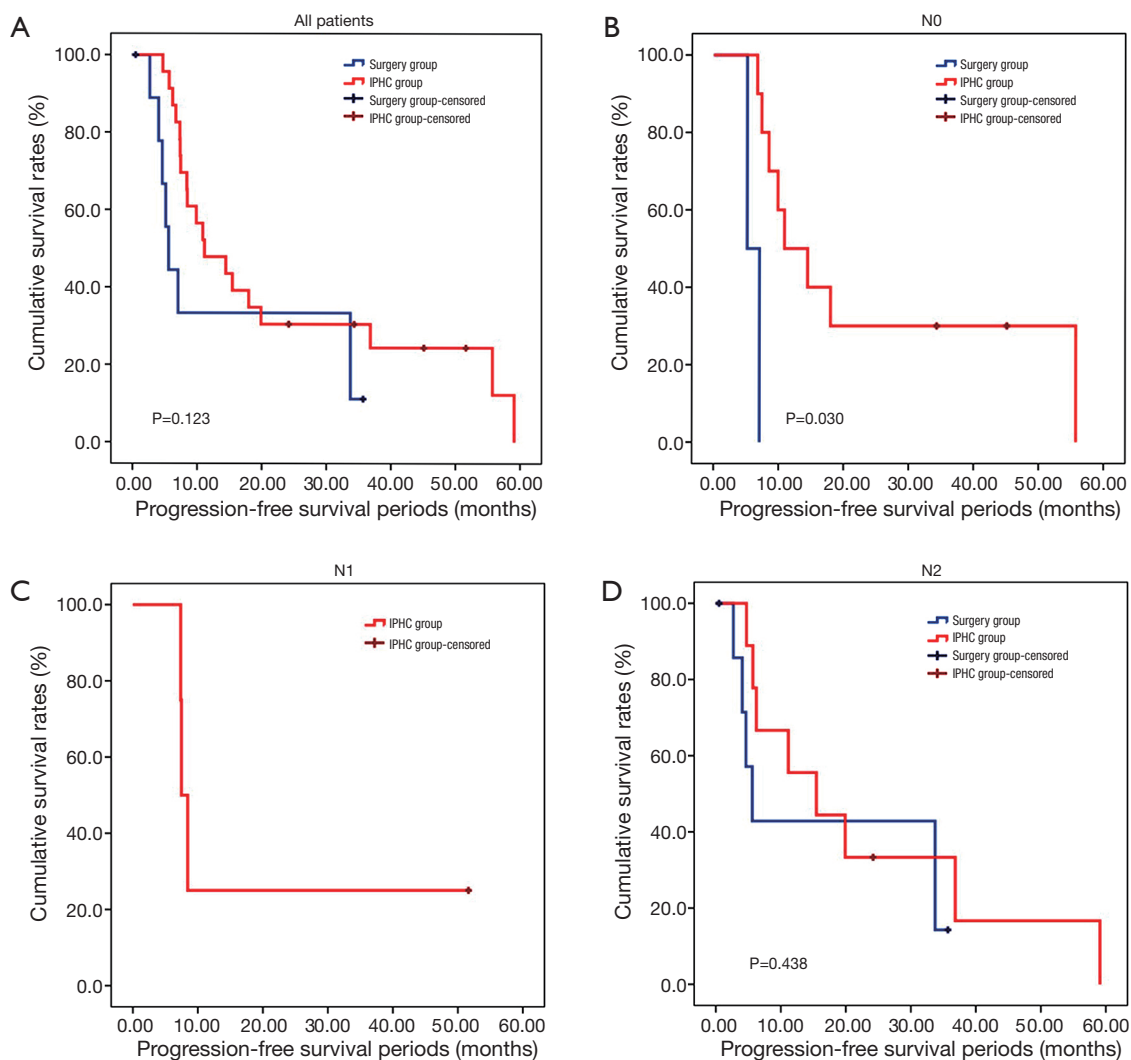 A
All patients
Cumulative survival rates (%)
100.0
80.0
60.0
40.0
20.0
0.0
Surgery group
IPHC group
Surgery group-censored
IPHC group-censored
P=0.123
0.00 10.00 20.00 30.00 40.00 50.00 60.00
Progression-free survival periods (months)
B
N0
Cumulative survival rates (%)
100.0
80.0
60.0
40.0
20.0
0.0
Surgery group
IPHC group
Surgery group-censored
IPHC group-censored
P=0.030
0.00 10.00 20.00 30.00 40.00 50.00 60.00
Progression-free survival periods (months)
C
N1
Cumulative survival rates (%)
100.0
80.0
60.0
40.0
20.0
0.0
IPHC group
IPHC group-censored
0.00 10.00 20.00 30.00 40.00 50.00 60.00
Progression-free survival periods (months)
D
N2
Cumulative survival rates (%)
100.0
80.0
60.0
40.0
20.0
0.0
Surgery group
IPHC group
Surgery group-censored
IPHC group-censored
P=0.438
0.00 10.00 20.00 30.00 40.00 50.00 60.00
Progression-free survival periods (months)